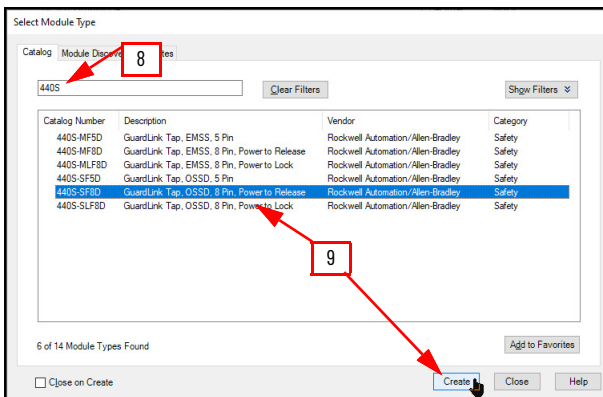 Select Module Type
Catalog Module Discov tes
8
440S Clear Filters Show Filters
Catalog Number Description Vendor Category
440S-MF5D GuardLink Tap, EMSS, 5 Pin Rockwell Automation/Allen-Bradley Safety
440S-MF8D GuardLink Tap, EMSS, 8 Pin, Power to Release Rockwell Automation/Allen-Bradley Safety
440S-MLF8D GuardLink Tap, EMSS, 8 Pin, Power to Lock Rockwell Automation/Allen-Bradley Safety
440S-SF5D GuardLink Tap, OSSD, 5 Pin Rockwell Automation/Allen-Bradley Safety
440S-SF8D GuardLink Tap, OSSD, 8 Pin, Power to Release Rockwell Automation/Allen-Bradley Safety
440S-SLF8D GuardLink Tap, OSSD, 8 Pin, Power to Lock Rockwell Automation/Allen-Bradley Safety
9
6 of 14 Module Types Found Add to Favorites
Close on Create Create Close Help